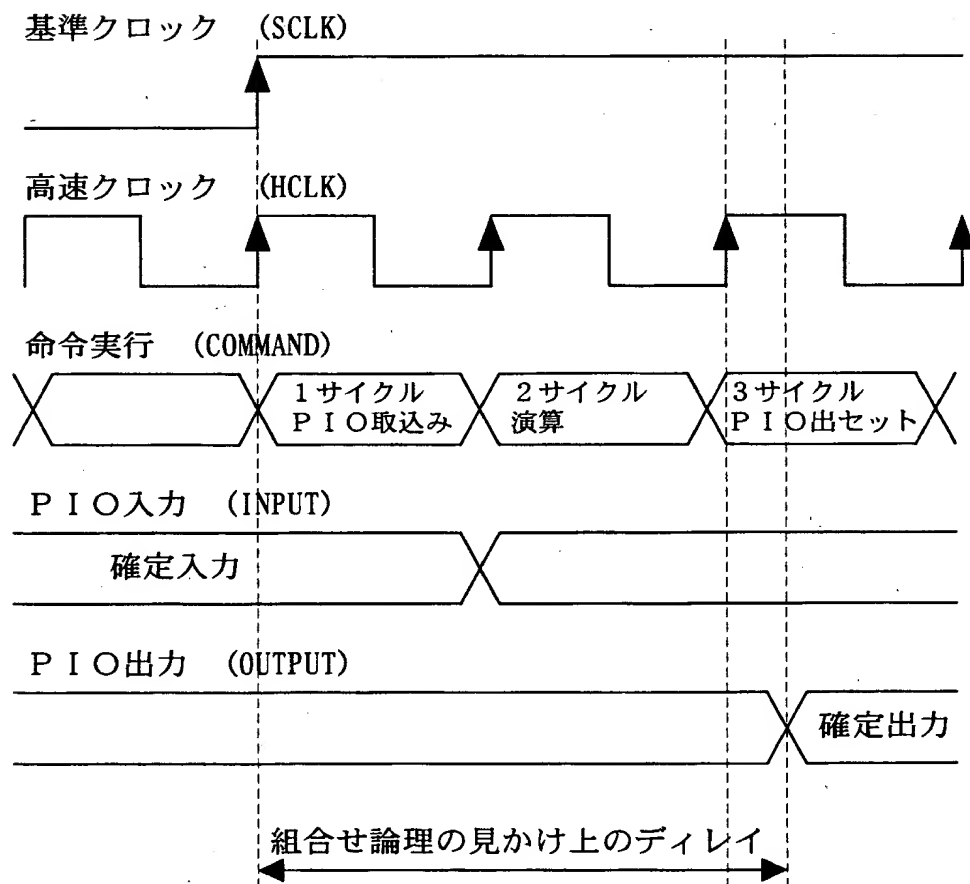 基準クロック (SCLK)
高速クロック (HCLK)
命令実行 (COMMAND)
1サイクル
PIO取込み
2サイクル
演算
3サイクル
PIO出セット
PIO入力 (INPUT)
確定入力
PIO出力 (OUTPUT)
確定出力
組合せ論理の見かけ上のディレイ